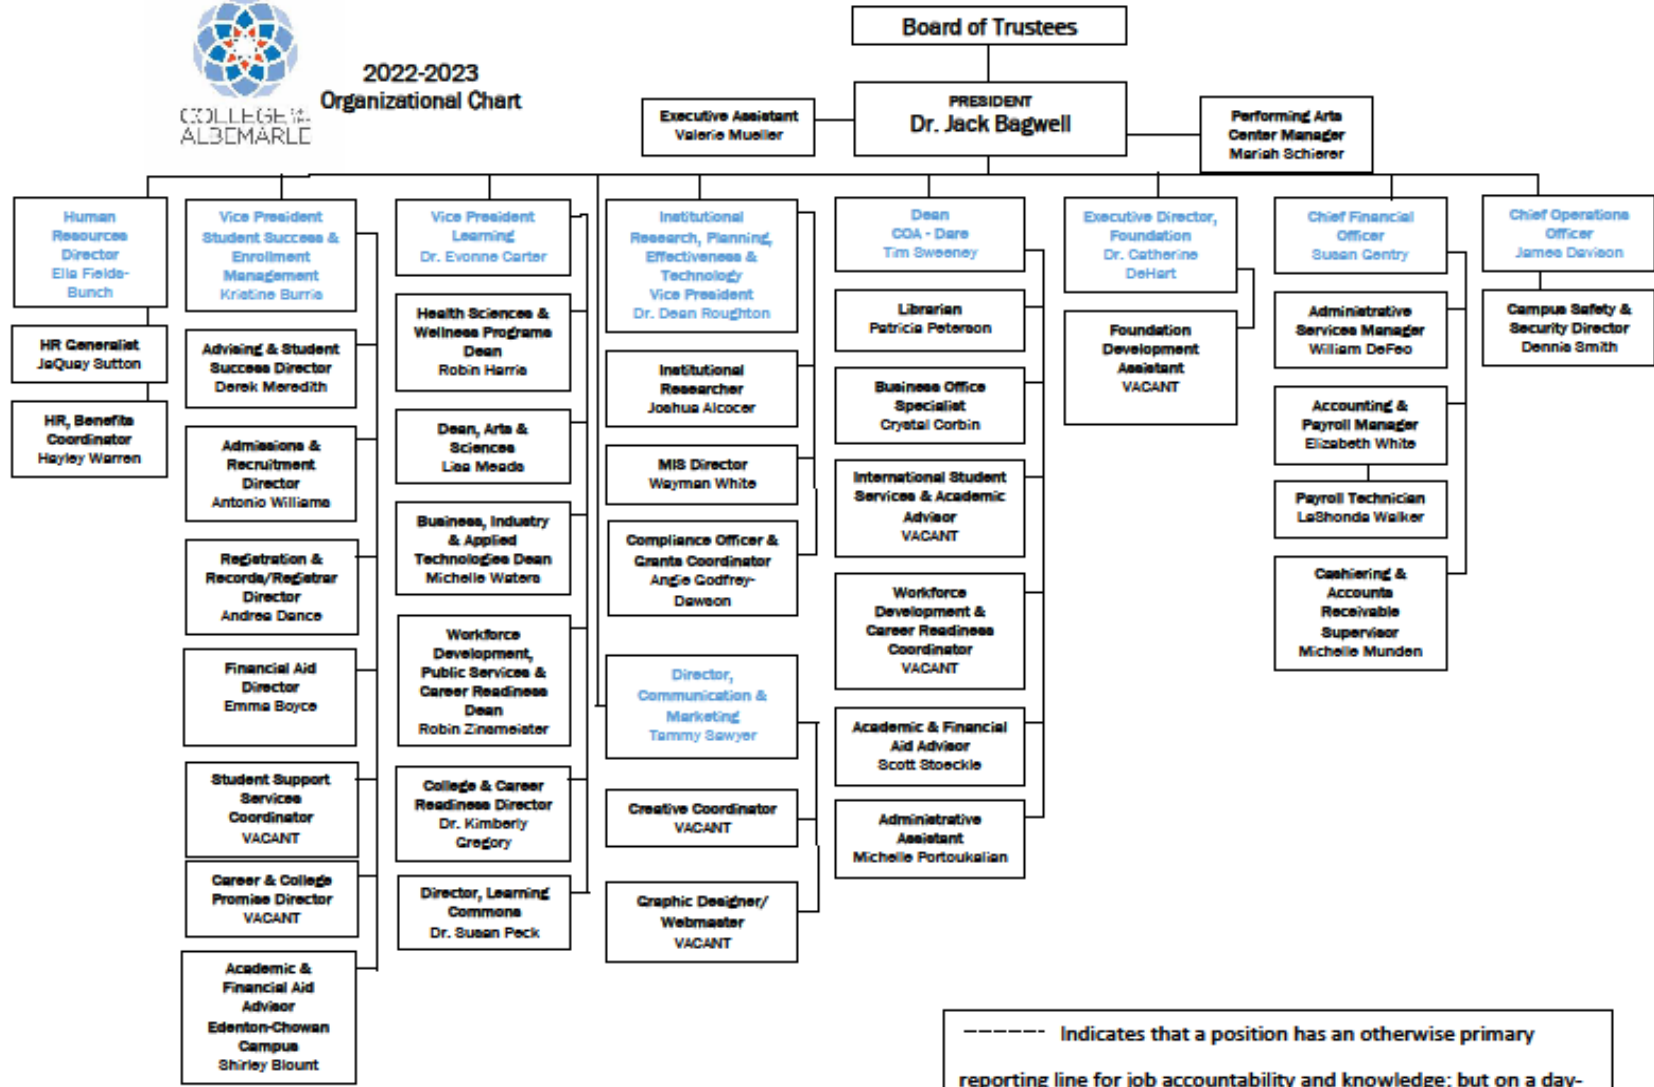 COLLEGE OF THE
ALBEMARLE
2022-2023
Organizational Chart
Board of Trustees
PRESIDENT
Dr. Jack Bagwell
Executive Assistant
Valerie Mueller
Performing Arts
Center Manager
Mariah Schierer
Human
Resources
Director
Ella Fields-
Bunch
HR Generalist
JaQuay Sutton
HR, Benefits
Coordinator
Hayley Warren
Vice President
Student Success &
Enrollment
Management
Kristine Burris
Advising & Student
Success Director
Derek Meredith
Admissions &
Recruitment
Director
Antonio Williams
Registration &
Records/Registrar
Director
Andrea Dance
Financial Aid
Director
Emma Boyce
Student Support
Services
Coordinator
VACANT
Career & College
Promise Director
VACANT
Academic &
Financial Aid
Advisor
Edenton-Chowan
Campus
Shirley Blount
Vice President
Learning
Dr. Evonne Carter
Health Sciences &
Wellness Programs
Dean
Robin Harris
Dean, Arts &
Sciences
Lisa Meads
Business, Industry
& Applied
Technologies Dean
Michelle Waters
Workforce
Development,
Public Services &
Career Readiness
Dean
Robin Zinsmeister
College & Career
Readiness Director
Dr. Kimberly
Gregory
Director, Learning
Commons
Dr. Susan Peck
Institutional
Research, Planning,
Effectiveness &
Technology
Vice President
Dr. Dean Roughton
Institutional
Researcher
Joshua Alcocer
MIS Director
Wayman White
Compliance Officer &
Grants Coordinator
Angie Godfrey-
Dawson
Director,
Communication &
Marketing
Tammy Sawyer
Creative Coordinator
VACANT
Graphic Designer/
Webmaster
VACANT
Dean
COA - Dare
Tim Sweeney
Librarian
Patricia Peterson
Business Office
Specialist
Crystal Corbin
International Student
Services & Academic
Advisor
VACANT
Workforce
Development &
Career Readiness
Coordinator
VACANT
Academic & Financial
Aid Advisor
Scott Stoeckle
Administrative
Assistant
Michelle Portoukalian
Executive Director,
Foundation
Dr. Catherine
DeHart
Foundation
Development
Assistant
VACANT
Chief Financial
Officer
Susan Gentry
Administrative
Services Manager
William DeFeo
Accounting &
Payroll Manager
Elizabeth White
Payroll Technician
LaShonda Walker
Cashiering &
Accounts
Receivable
Supervisor
Michelle Munden
Chief Operations
Officer
James Davison
Campus Safety &
Security Director
Dennis Smith
------ Indicates that a position has an otherwise primary
reporting line for job accountability and knowledge; but on a day-